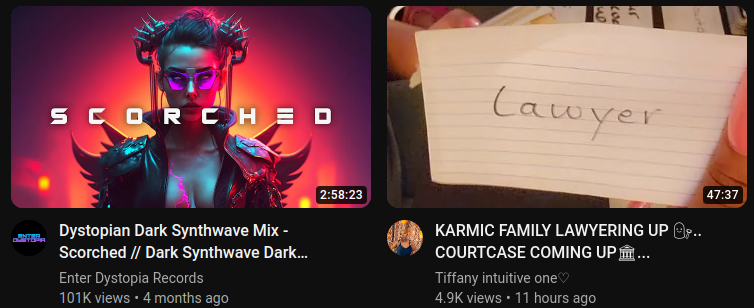 SCORCHED
2:58:23
ENTER
DYSTOPIA
Dystopian Dark Synthwave Mix -
Scorched // Dark Synthwave Dark...
Enter Dystopia Records
101K views • 4 months ago
Lawyer
47:37
KARMIC FAMILY LAWYERING UP ..
COURTCASE COMING UP🏛️...
Tiffany intuitive one♡
4.9K views • 11 hours ago